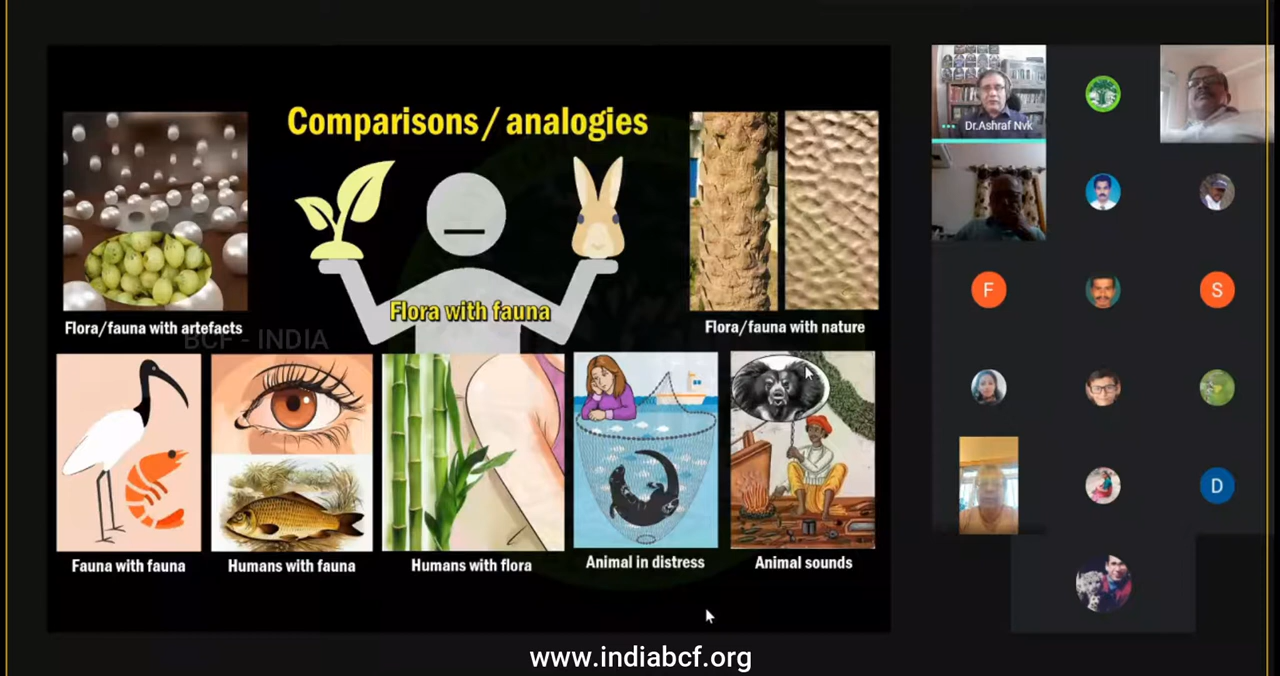 Comparisons / analogies
Flora with fauna
Flora/fauna with artefacts
Flora/fauna with nature
BCF - INDIA
Fauna with fauna
Humans with fauna
Humans with flora
Animal in distress
Animal sounds
Dr.Ashraf Nvk
F
S
D
www.indiabcf.org